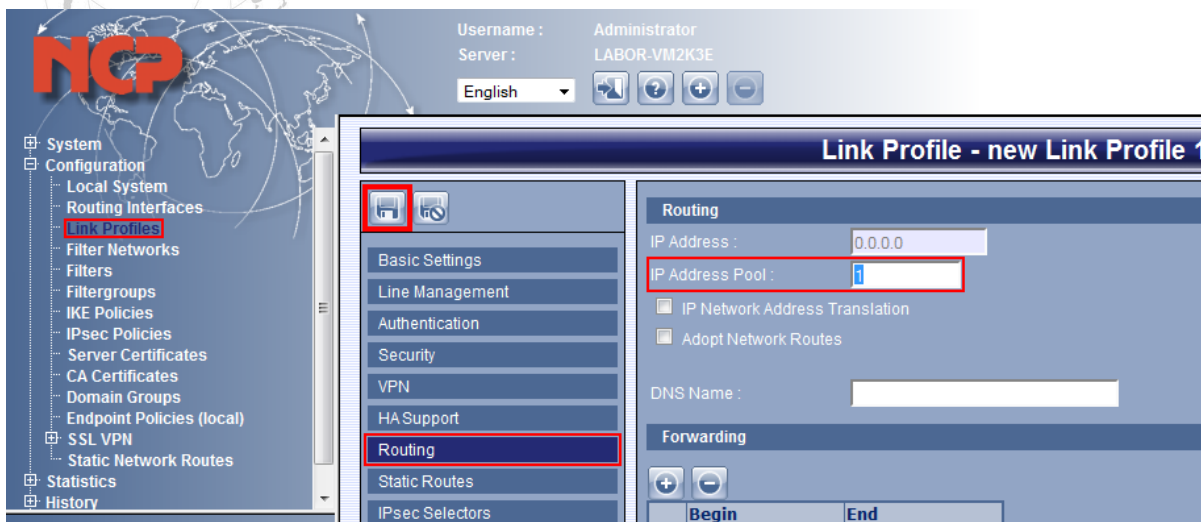 NCP
Username : Administrator
Server : LABOR-VM2K3E
English
System
Configuration
Local System
Routing Interfaces
Link Profiles
Filter Networks
Filters
Filtergroups
IKE Policies
IPsec Policies
Server Certificates
CA Certificates
Domain Groups
Endpoint Policies (local)
SSL VPN
Static Network Routes
Statistics
History
Link Profile - new Link Profile 1
Basic Settings
Line Management
Authentication
Security
VPN
HA Support
Routing
Static Routes
IPsec Selectors
Routing
IP Address : 0.0.0.0
IP Address Pool : 1
IP Network Address Translation
Adopt Network Routes
DNS Name :
Forwarding
Begin End